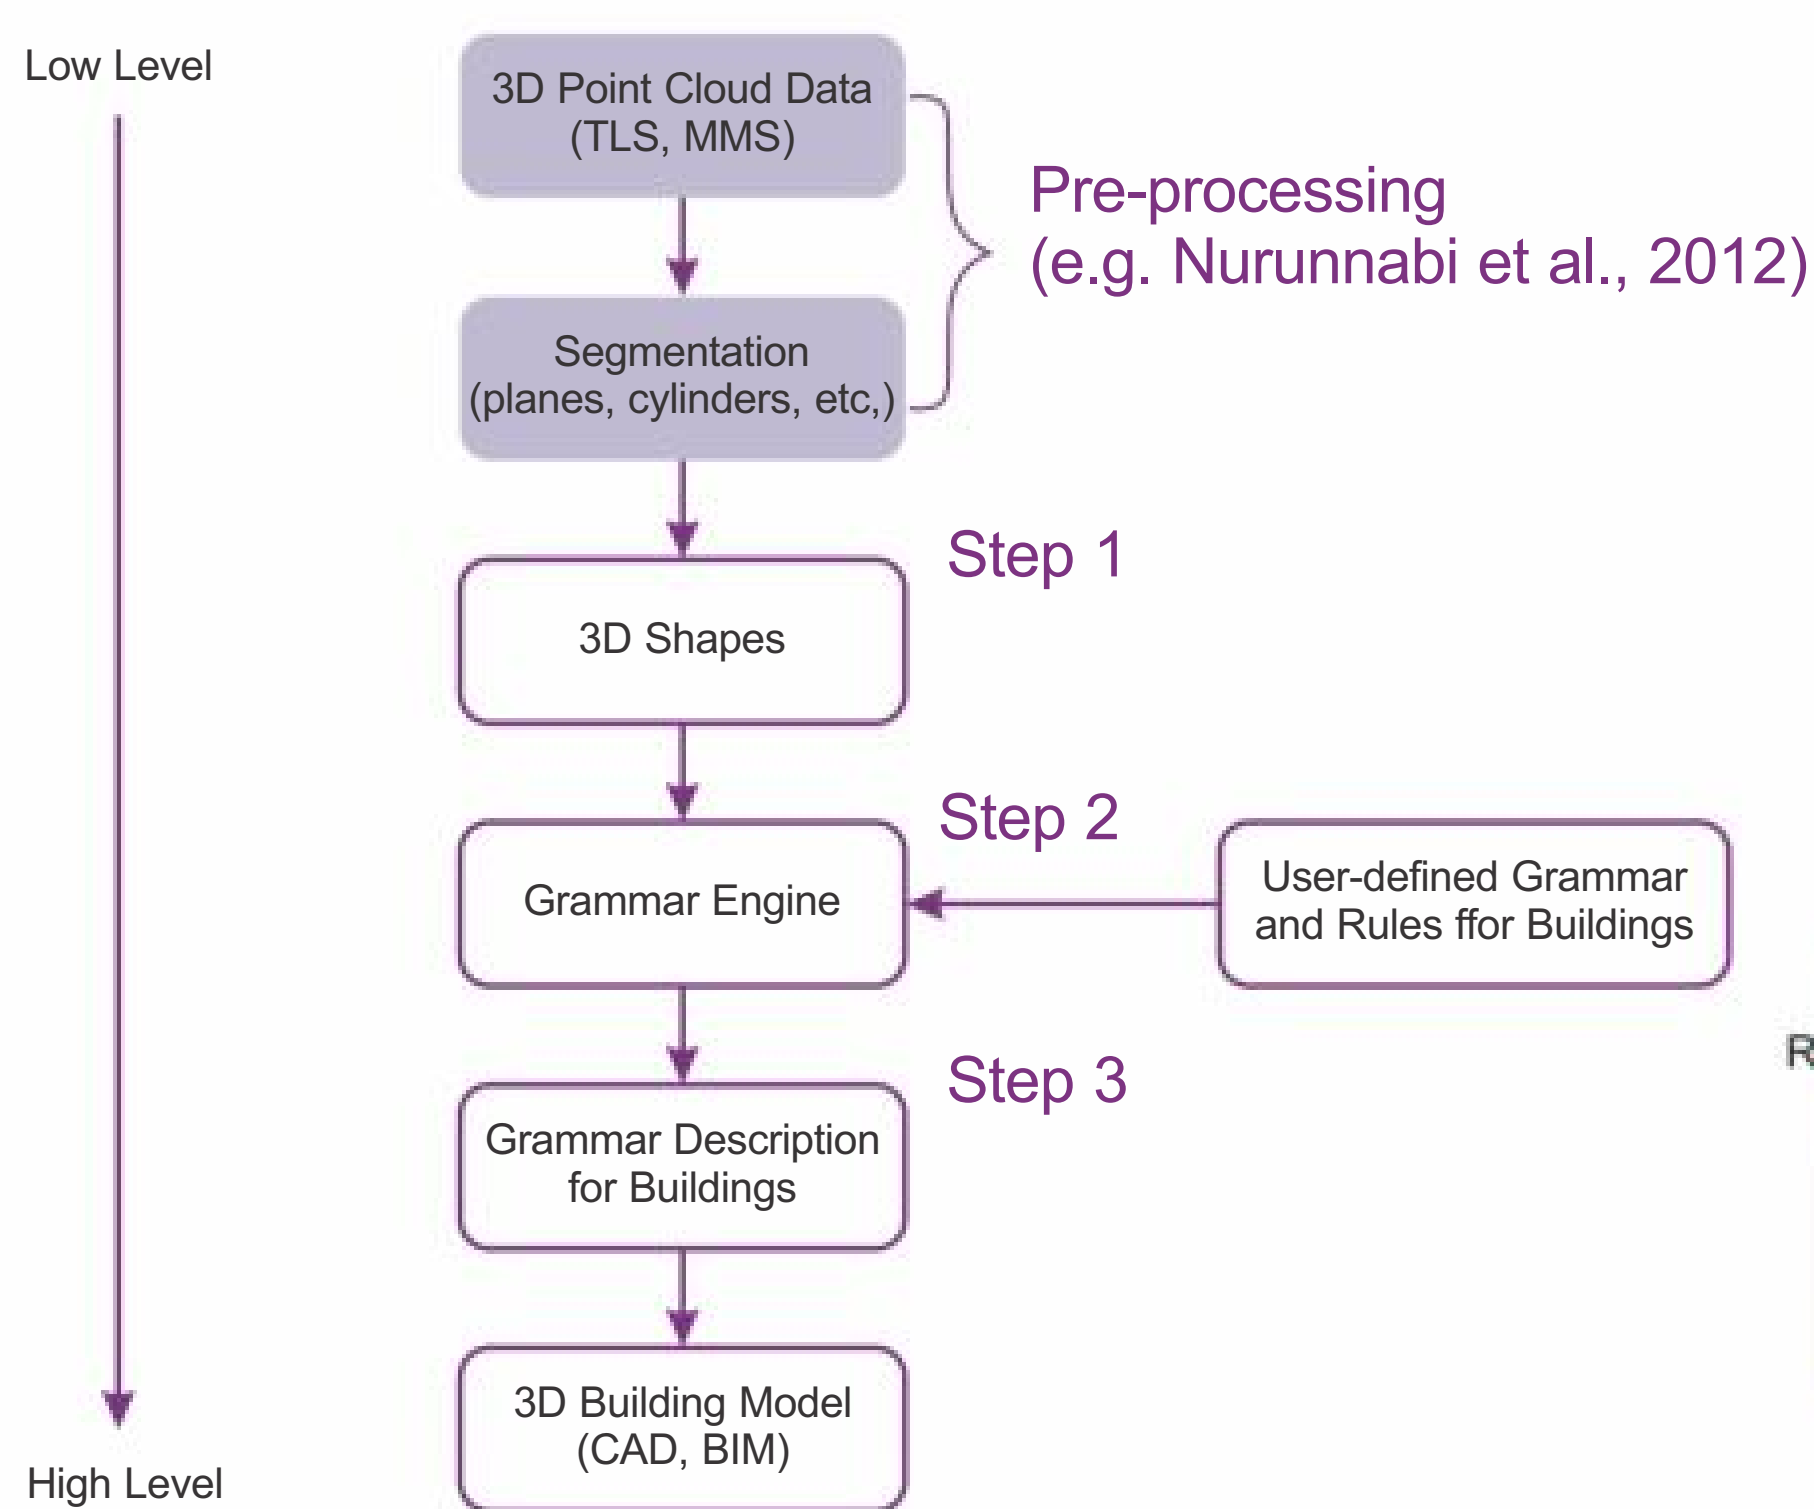 Low Level
3D Point Cloud Data
(TLS, MMS)
Pre-processing
(e.g. Nurunnabi et al., 2012)
Segmentation
(planes, cylinders, etc,)
Step 1
3D Shapes
Step 2
Grammar Engine
User-defined Grammar
and Rules ffor Buildings
Step 3
Grammar Description
for Buildings
3D Building Model
(CAD, BIM)
High Level